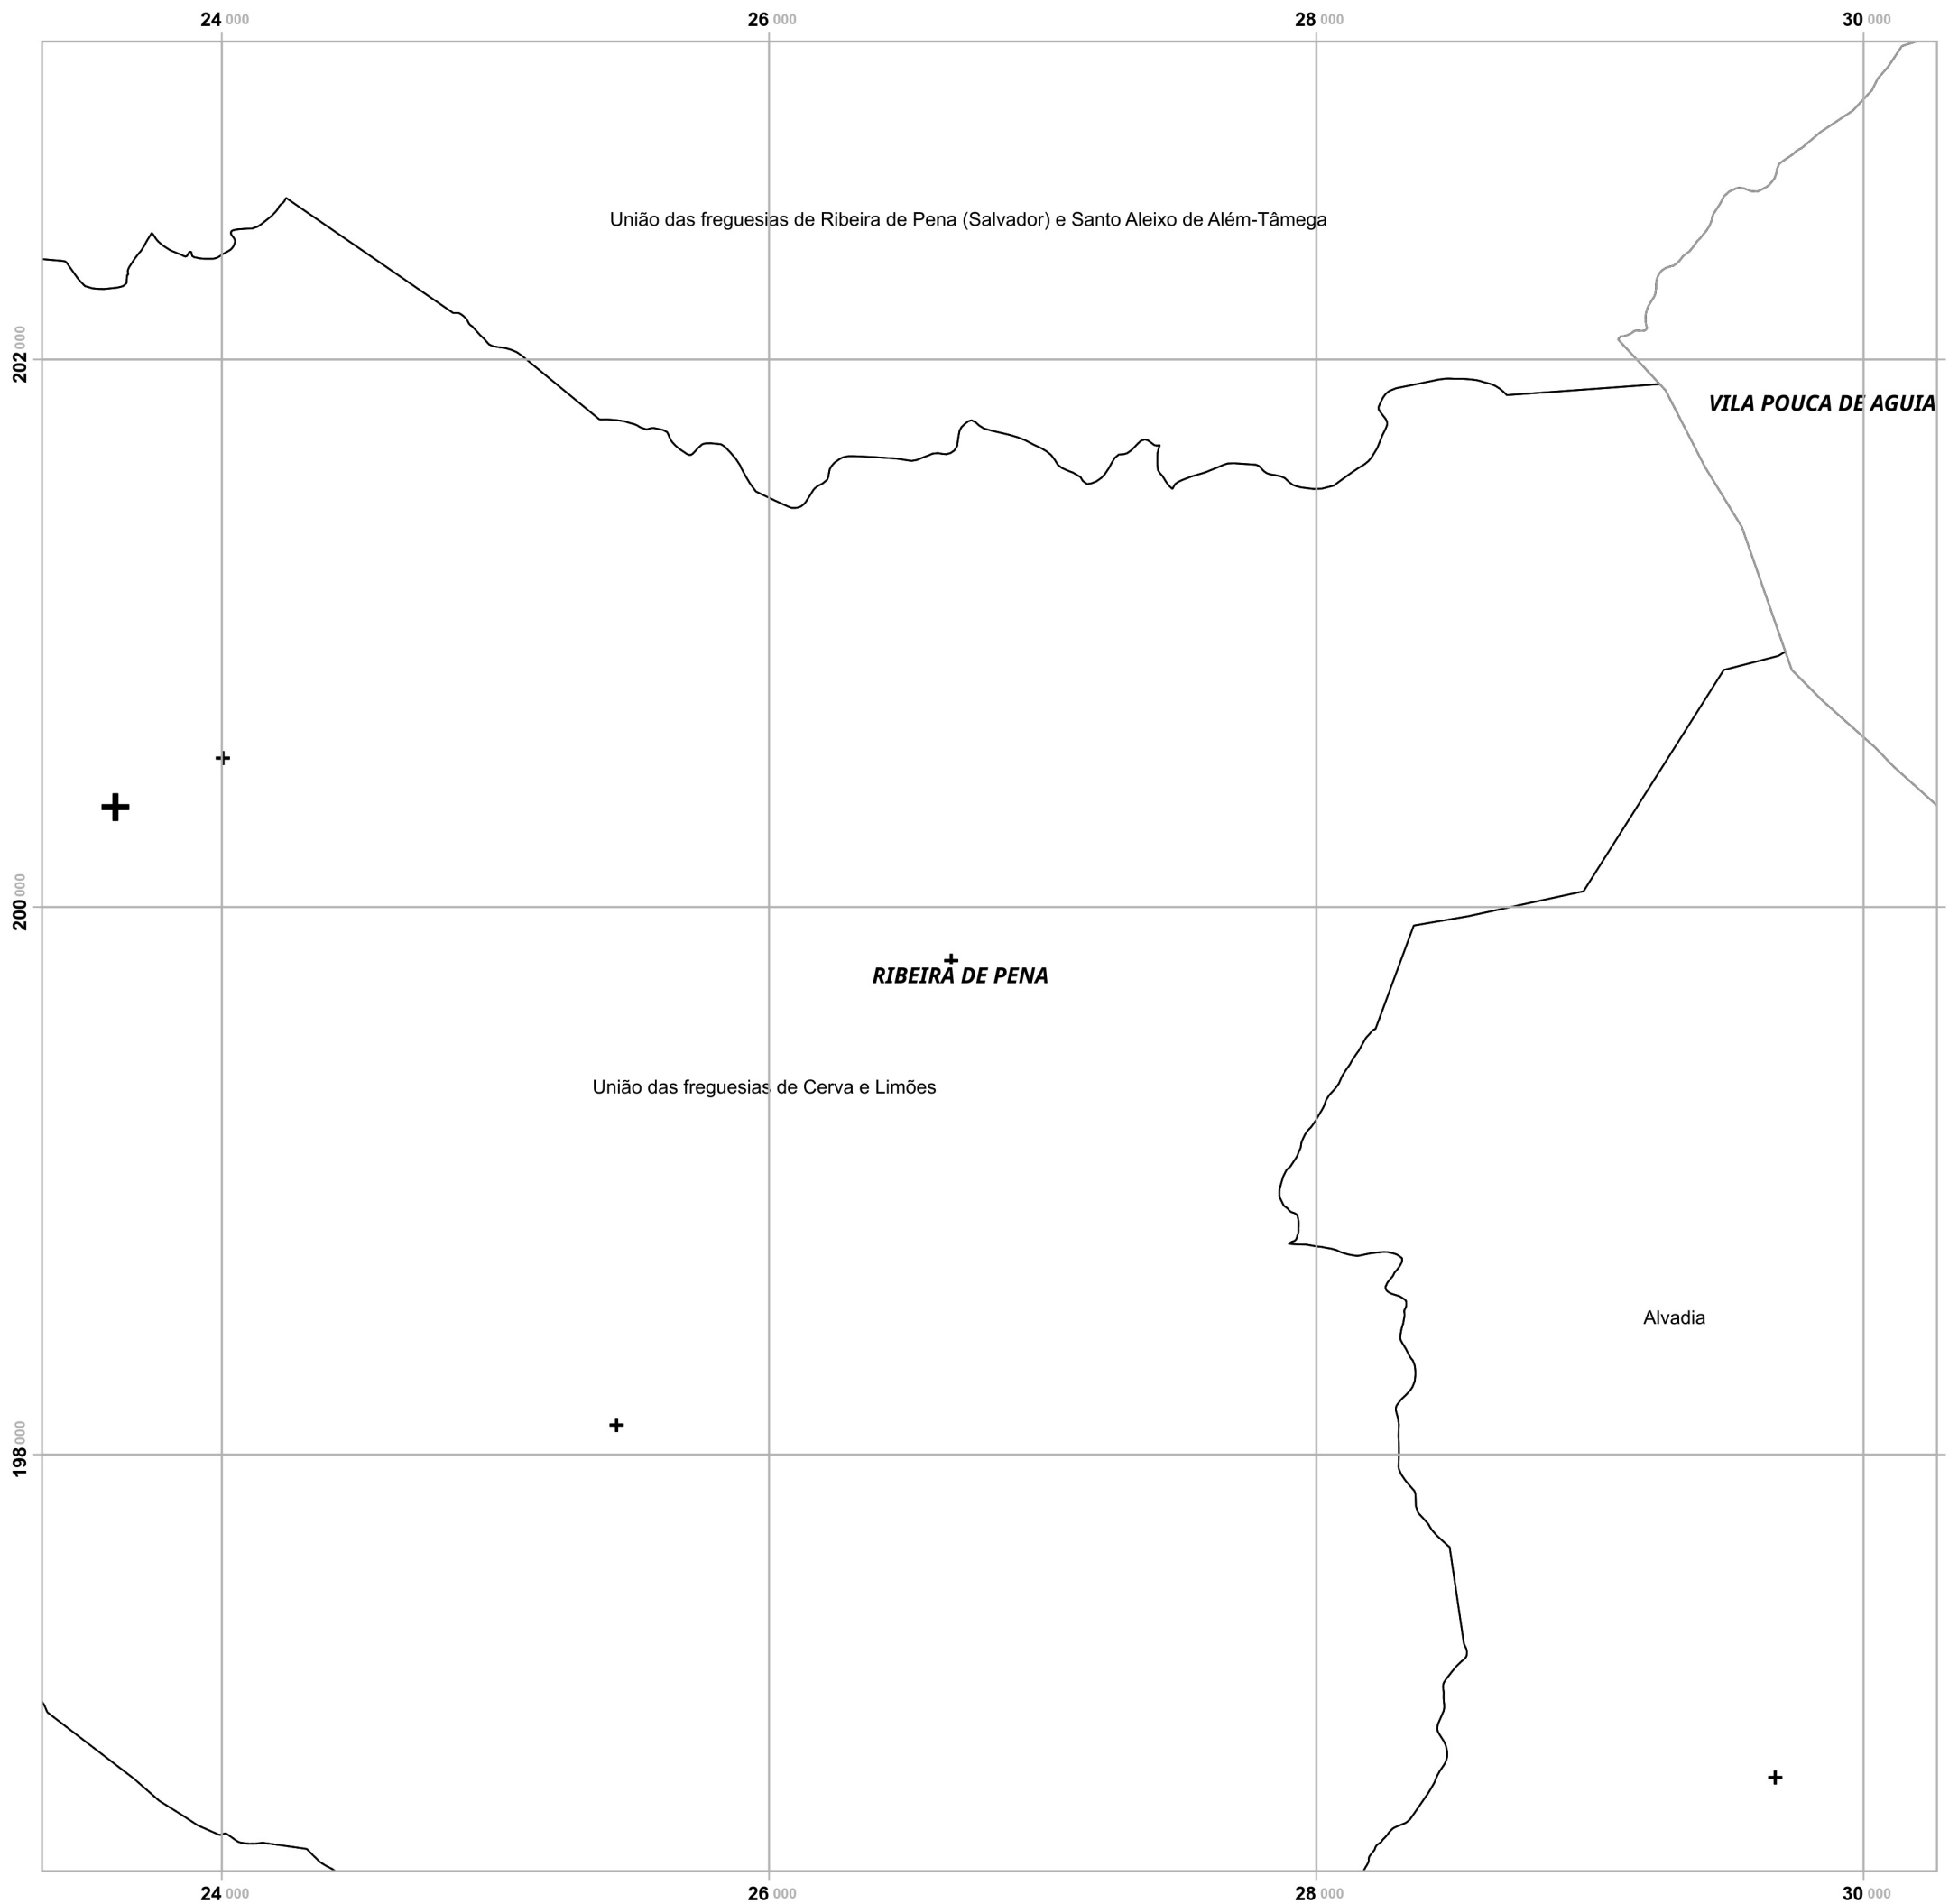 24 000 26 000 28 000 30 000
União das freguesias de Ribeira de Pena (Salvador) e Santo Aleixo de Além-Tâmega
202 000
VILA POUCA DE AGUIA
200 000
RIBEIRA DE PENA
União das freguesias de Cerva e Limões
Alvadia
198 000
24 000 26 000 28 000 30 000